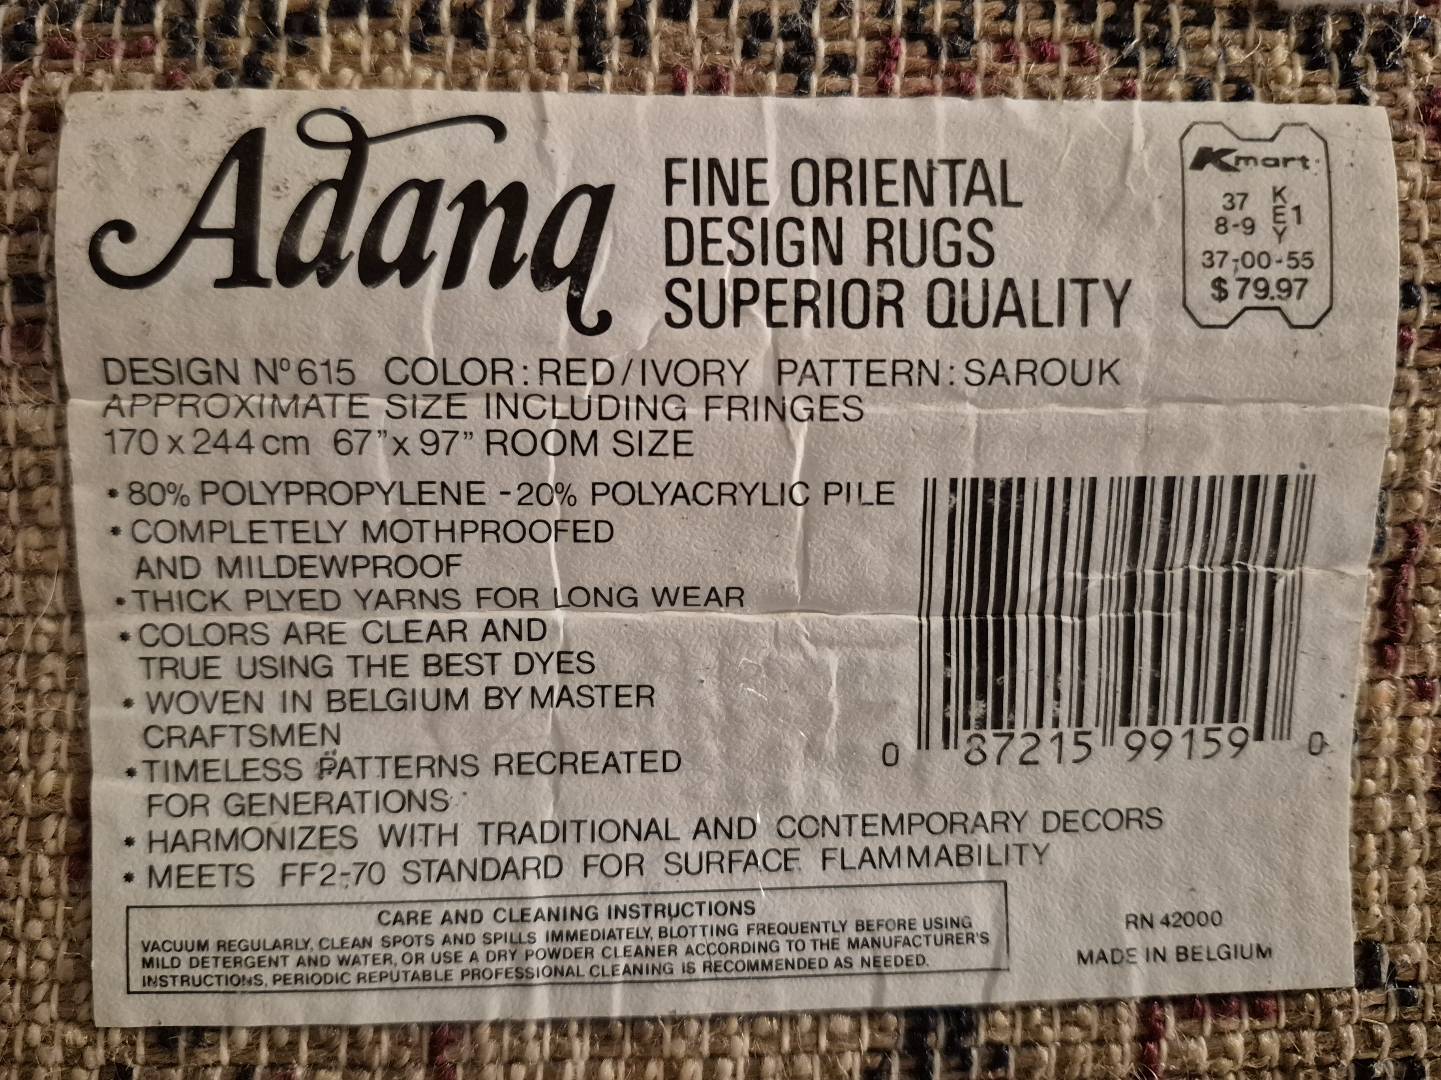 Adana
FINE ORIENTAL
DESIGN RUGS
SUPERIOR QUALITY
Kmart
37 KEY 1
8-9
37-00-55
$79.97
DESIGN Nº 615 COLOR: RED/IVORY PATTERN: SAROUK
APPROXIMATE SIZE INCLUDING FRINGES
170 x 244 cm 67" x 97" ROOM SIZE
• 80% POLYPROPYLENE - 20% POLYACRYLIC PILE
• COMPLETELY MOTHPROOFED
AND MILDEWPROOF
• THICK PLYED YARNS FOR LONG WEAR
• COLORS ARE CLEAR AND
TRUE USING THE BEST DYES
• WOVEN IN BELGIUM BY MASTER
CRAFTSMEN
• TIMELESS PATTERNS RECREATED
FOR GENERATIONS
• HARMONIZES WITH TRADITIONAL AND CONTEMPORARY DECORS
• MEETS FF2-70 STANDARD FOR SURFACE FLAMMABILITY
0 87215 99159 0
CARE AND CLEANING INSTRUCTIONS
VACUUM REGULARLY, CLEAN SPOTS AND SPILLS IMMEDIATELY, BLOTTING FREQUENTLY BEFORE USING
MILD DETERGENT AND WATER, OR USE A DRY POWDER CLEANER ACCORDING TO THE MANUFACTURER'S
INSTRUCTIONS, PERIODIC REPUTABLE PROFESSIONAL CLEANING IS RECOMMENDED AS NEEDED.
RN 42000
MADE IN BELGIUM